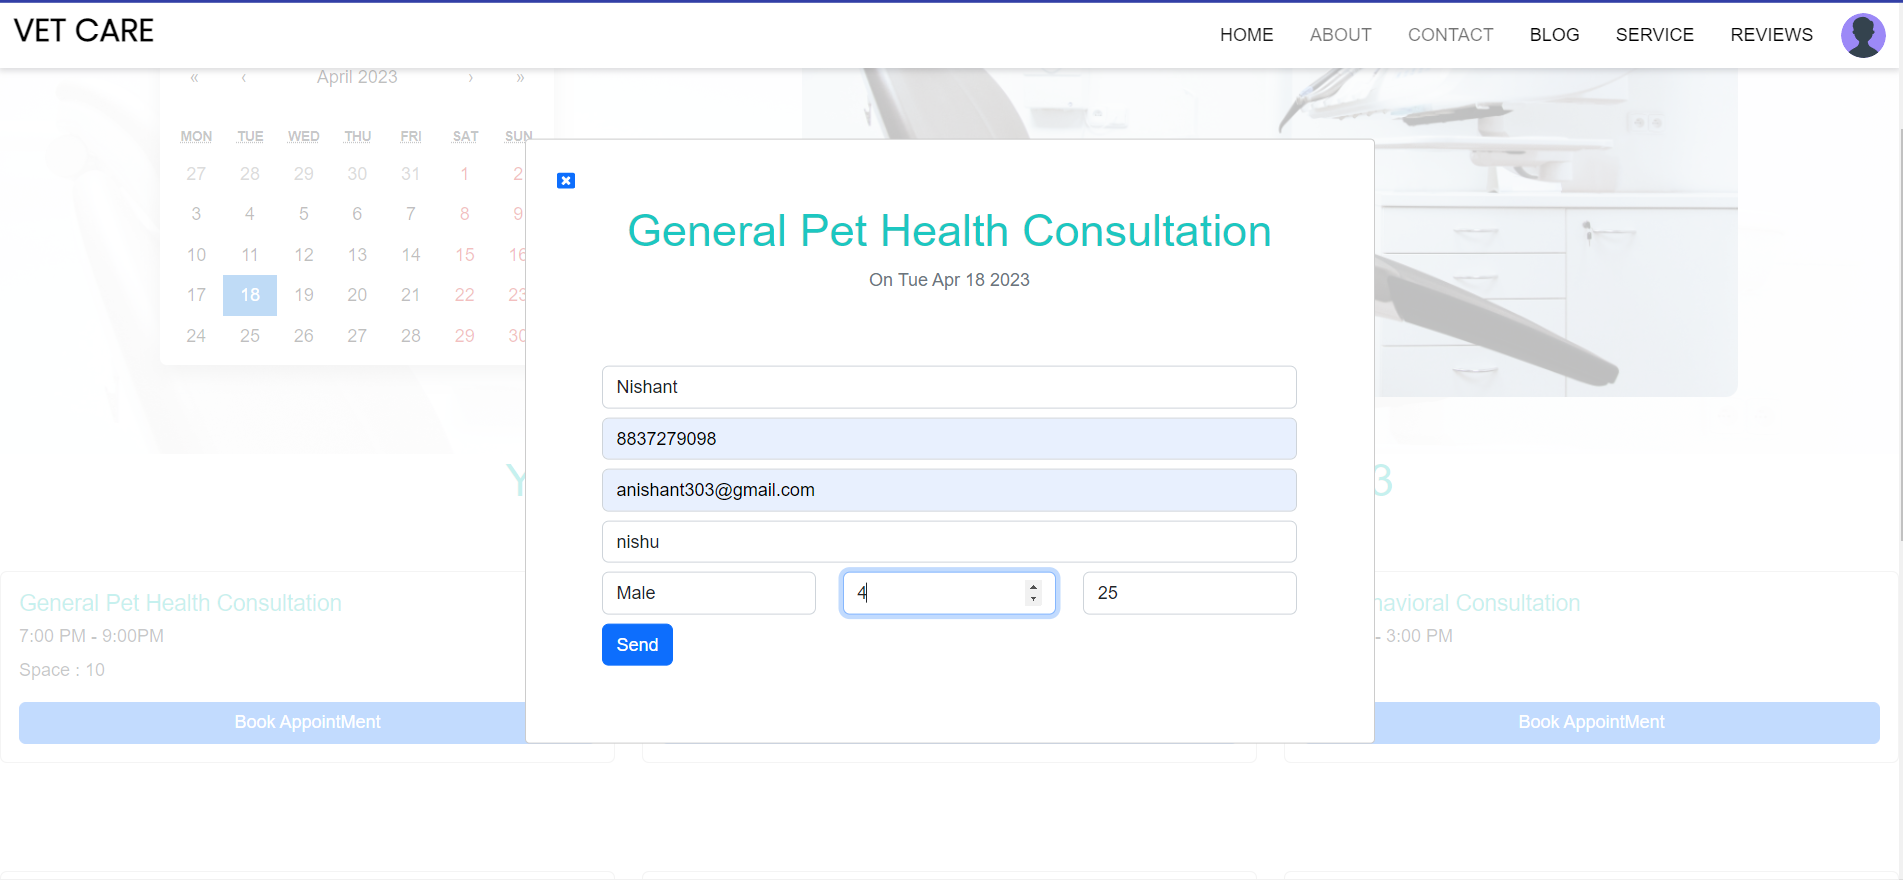 VET CARE
HOME ABOUT CONTACT BLOG SERVICE REVIEWS
« ‹ April 2023 › »
MON TUE WED THU FRI SAT SUN
27 28 29 30 31 1 2
3 4 5 6 7 8 9
10 11 12 13 14 15 16
17 18 19 20 21 22 23
24 25 26 27 28 29 30
General Pet Health Consultation
On Tue Apr 18 2023
Nishant
8837279098
anishant303@gmail.com
nishu
Male 4 25
Send
Y 3
General Pet Health Consultation
7:00 PM - 9:00PM
Space : 10
Book AppointMent
havioral Consultation
- 3:00 PM
Book AppointMent